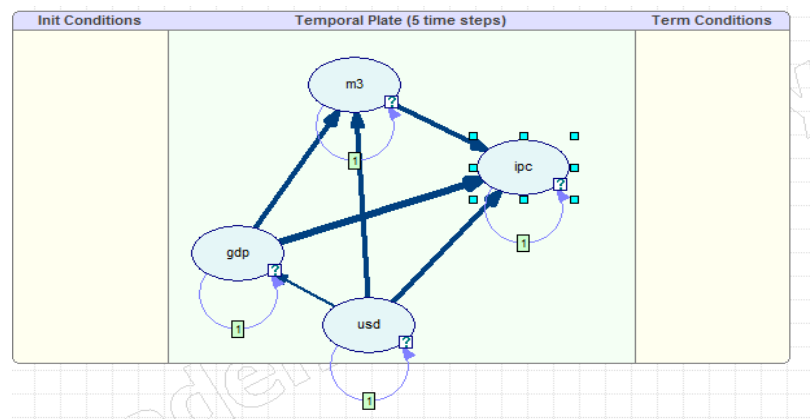 Init Conditions
Temporal Plate (5 time steps)
Term Conditions
m3
?
1
ipc
?
1
gdp
?
1
usd
?
1